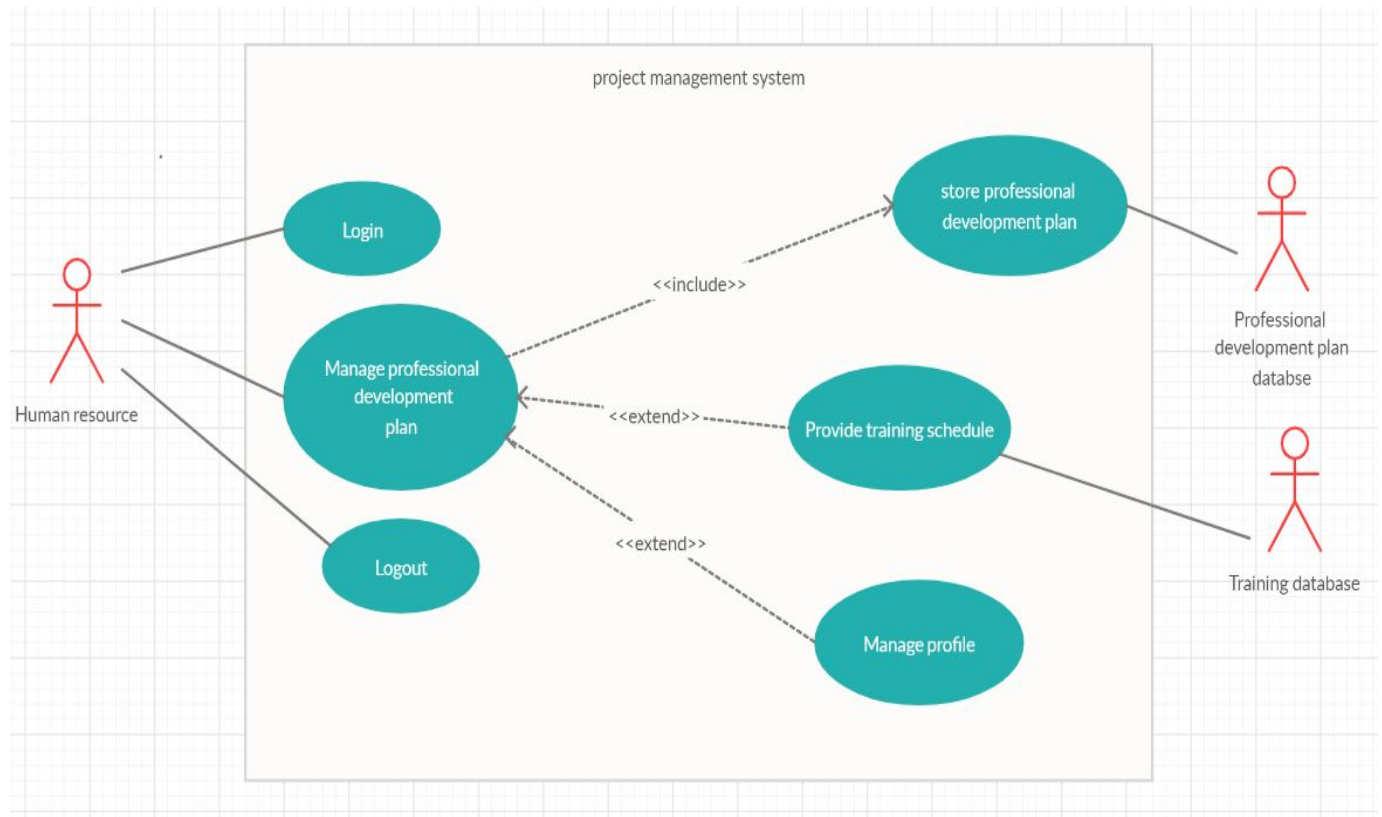 project management system
store professional
development plan
Login
<<include>>
Professional
development plan
databse
Manage professional
development
plan
Human resource
<<extend>>
Provide training schedule
<<extend>>
Logout
Training database
Manage profile